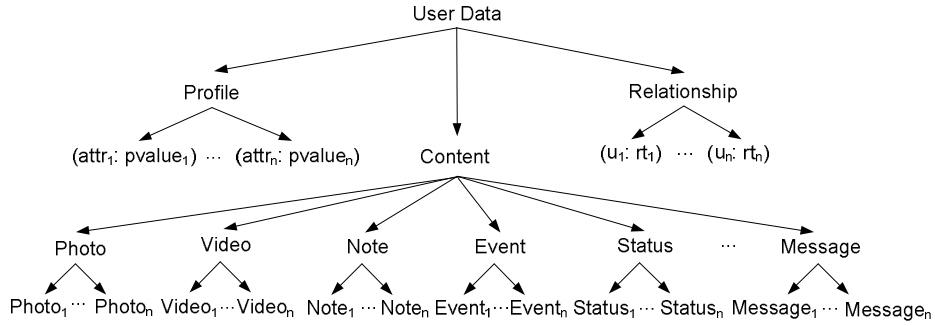 User Data
Profile
Relationship
(attr₁: pvalue₁) ··· (attrₙ: pvalueₙ)
Content
(u₁: rt₁) ··· (uₙ: rtₙ)
Photo Video Note Event Status ··· Message
Photo₁ ··· Photoₙ Video₁ ··· Videoₙ Note₁ ··· Noteₙ Event₁ ··· Eventₙ Status₁ ··· Statusₙ Message₁ ··· Messageₙ